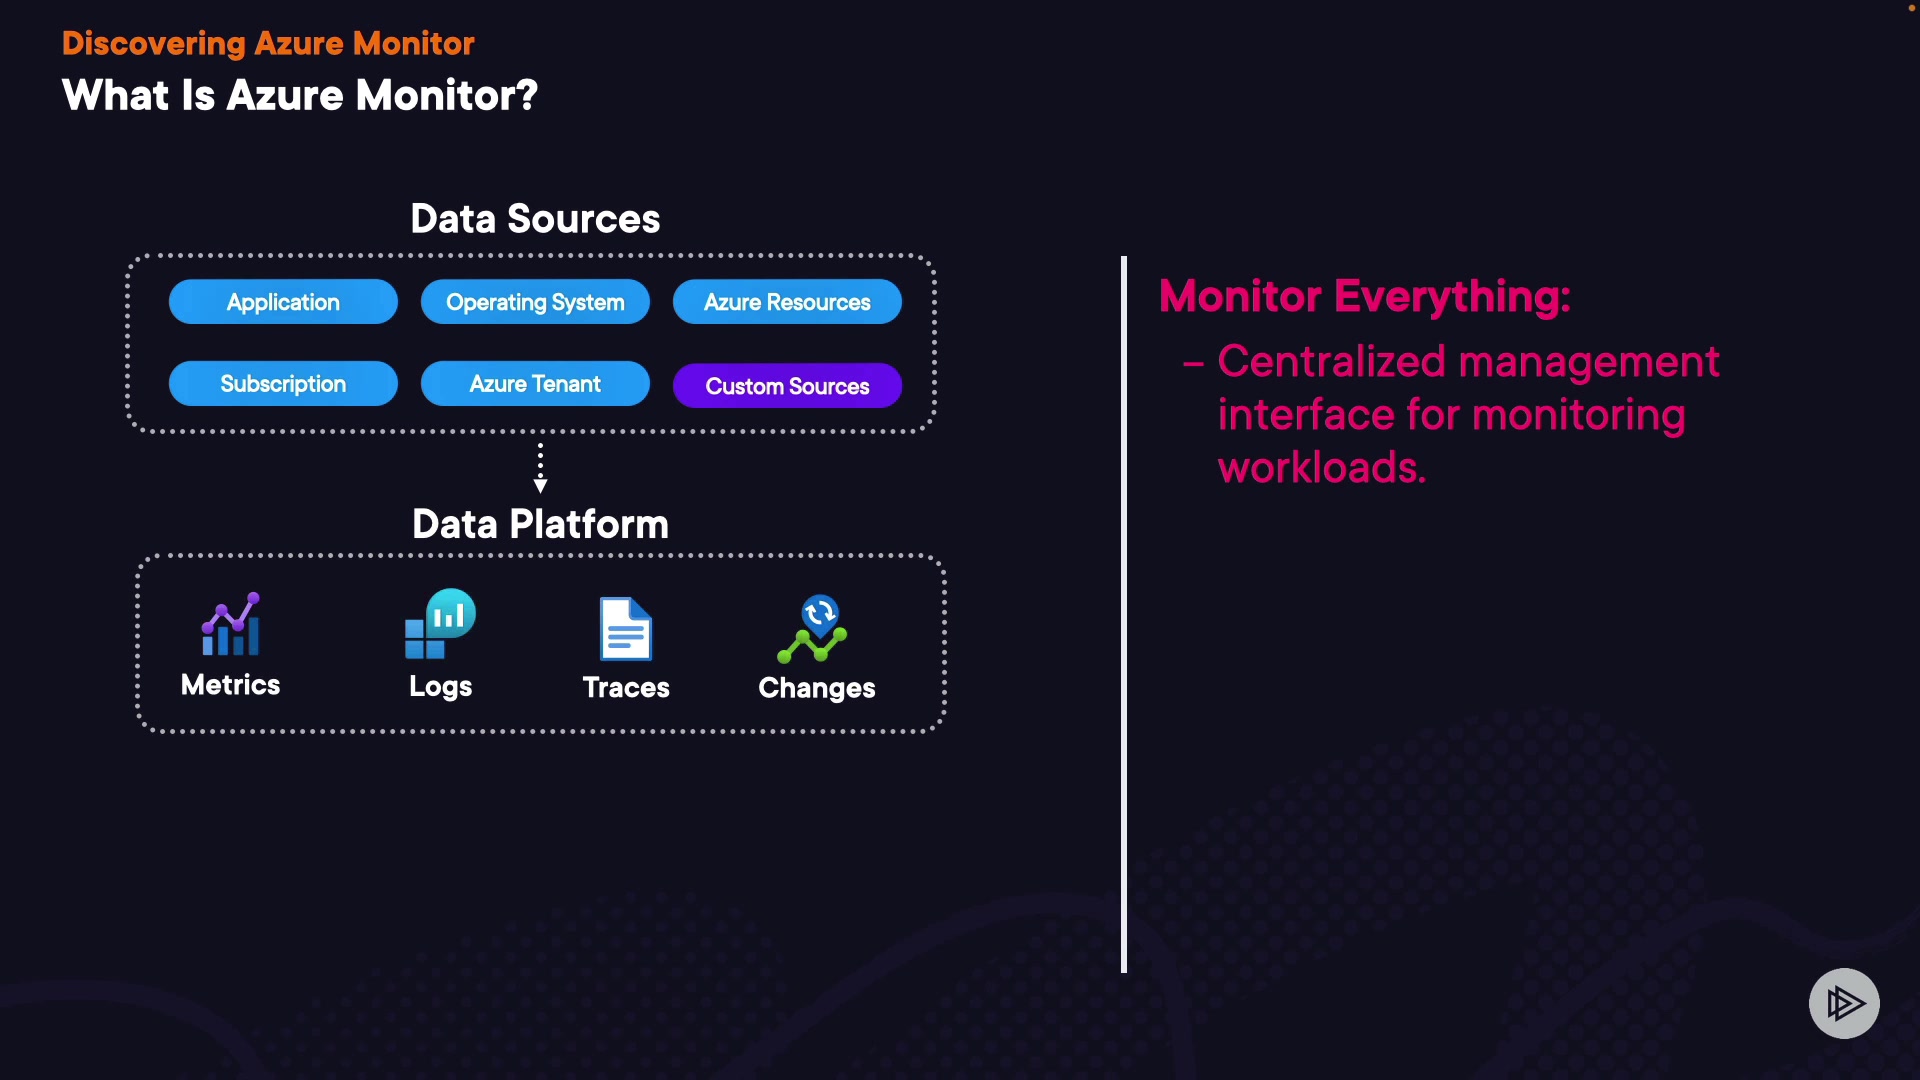 Discovering Azure Monitor
What Is Azure Monitor?
Data Sources
Application
Operating System
Azure Resources
Subscription
Azure Tenant
Custom Sources
Data Platform
Metrics
Logs
Traces
Changes
Monitor Everything:
– Centralized management
interface for monitoring
workloads.